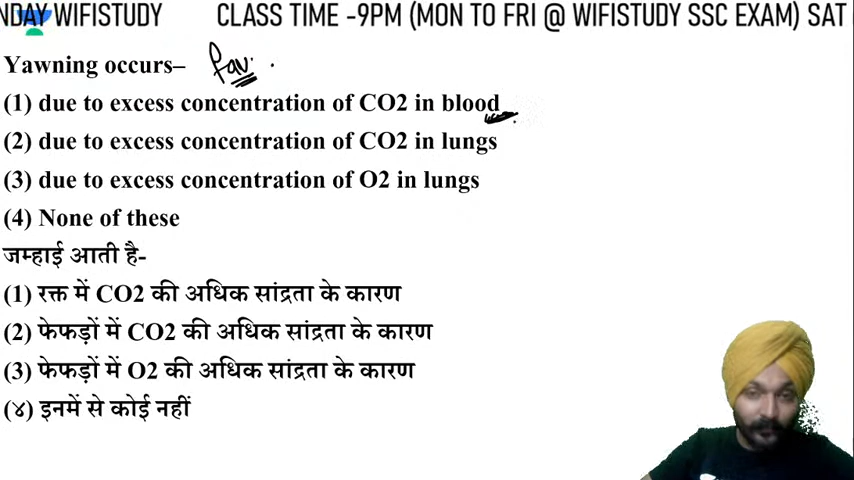 NDAY WIFISTUDY CLASS TIME -9PM (MON TO FRI @ WIFISTUDY SSC EXAM) SAT
Yawning occurs– fav.
(1) due to excess concentration of CO2 in blood
(2) due to excess concentration of CO2 in lungs
(3) due to excess concentration of O2 in lungs
(4) None of these
जम्हाई आती है-
(1) रक्त में CO2 की अधिक सांद्रता के कारण
(2) फेफड़ों में CO2 की अधिक सांद्रता के कारण
(3) फेफड़ों में O2 की अधिक सांद्रता के कारण
(४) इनमें से कोई नहीं